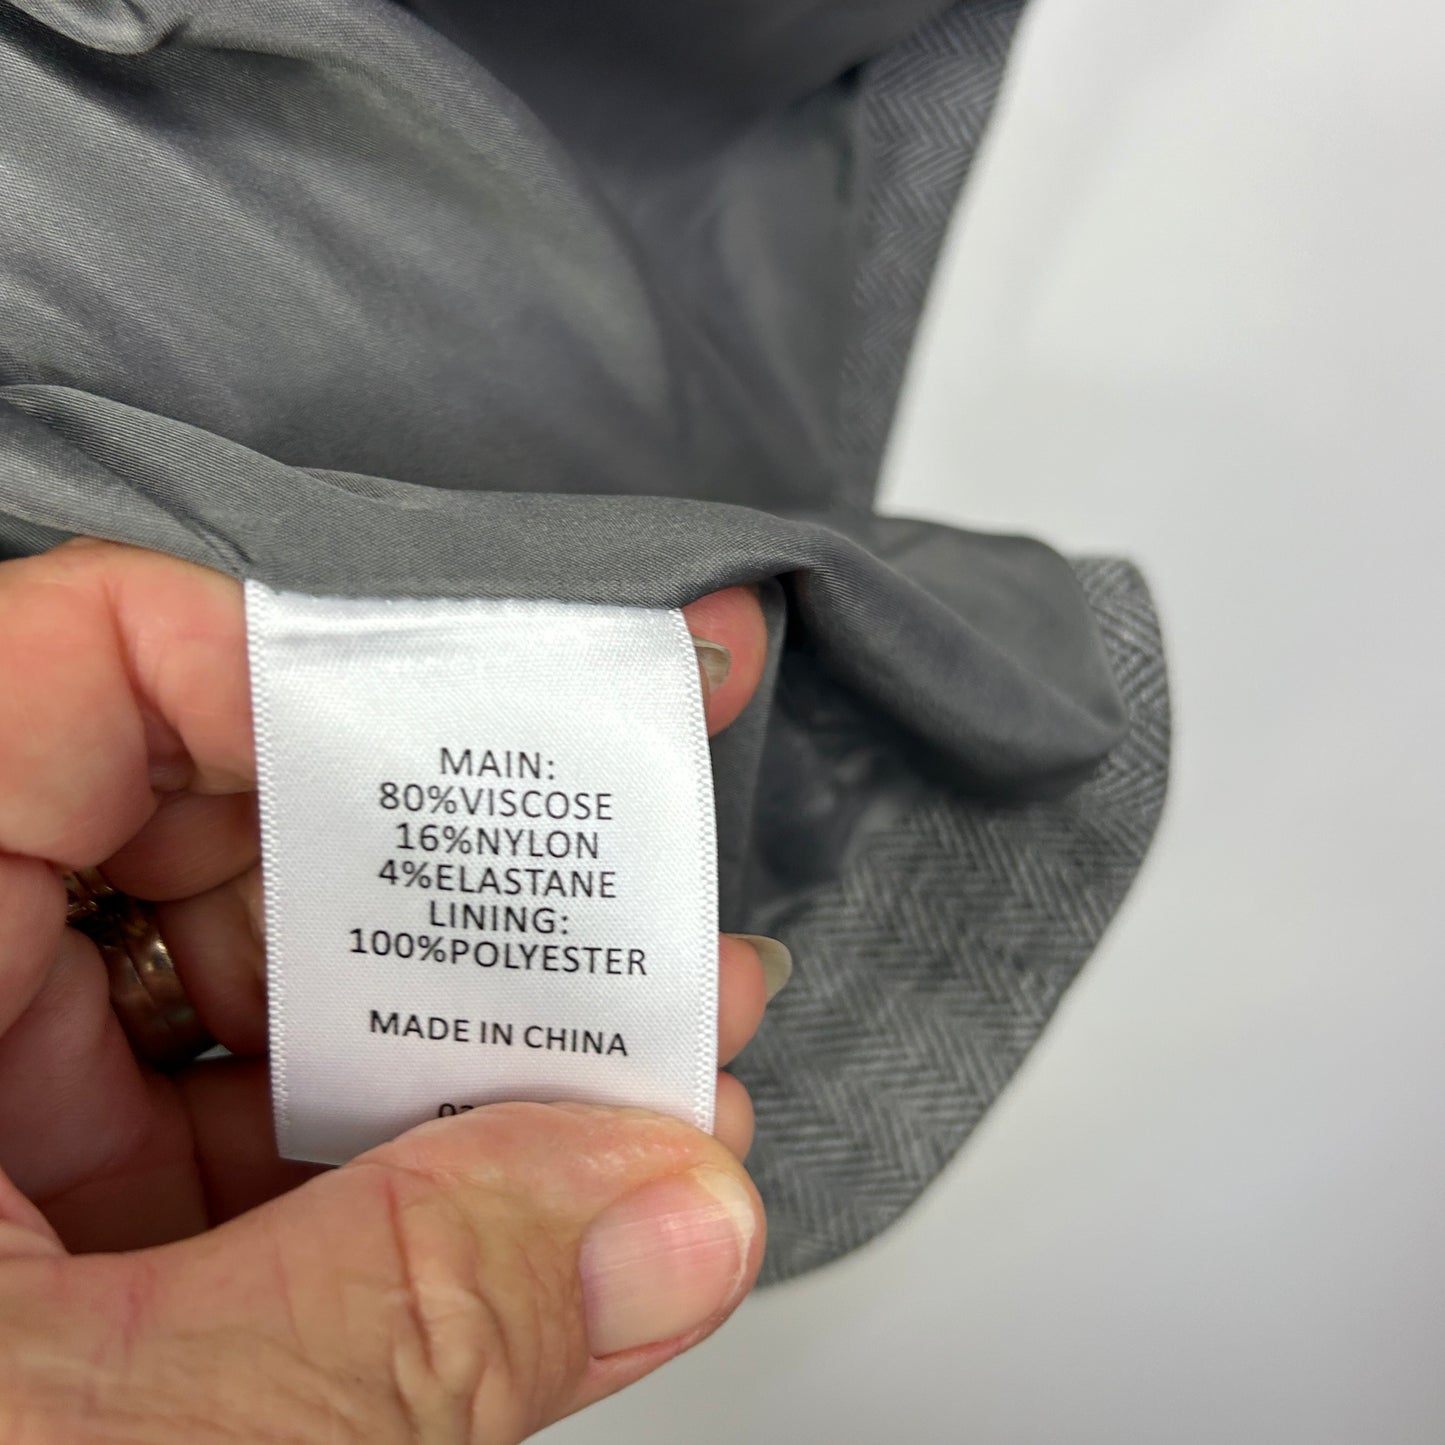 MAIN:
80%VISCOSE
16%NYLON
4%ELASTANE
LINING:
100%POLYESTER
MADE IN CHINA